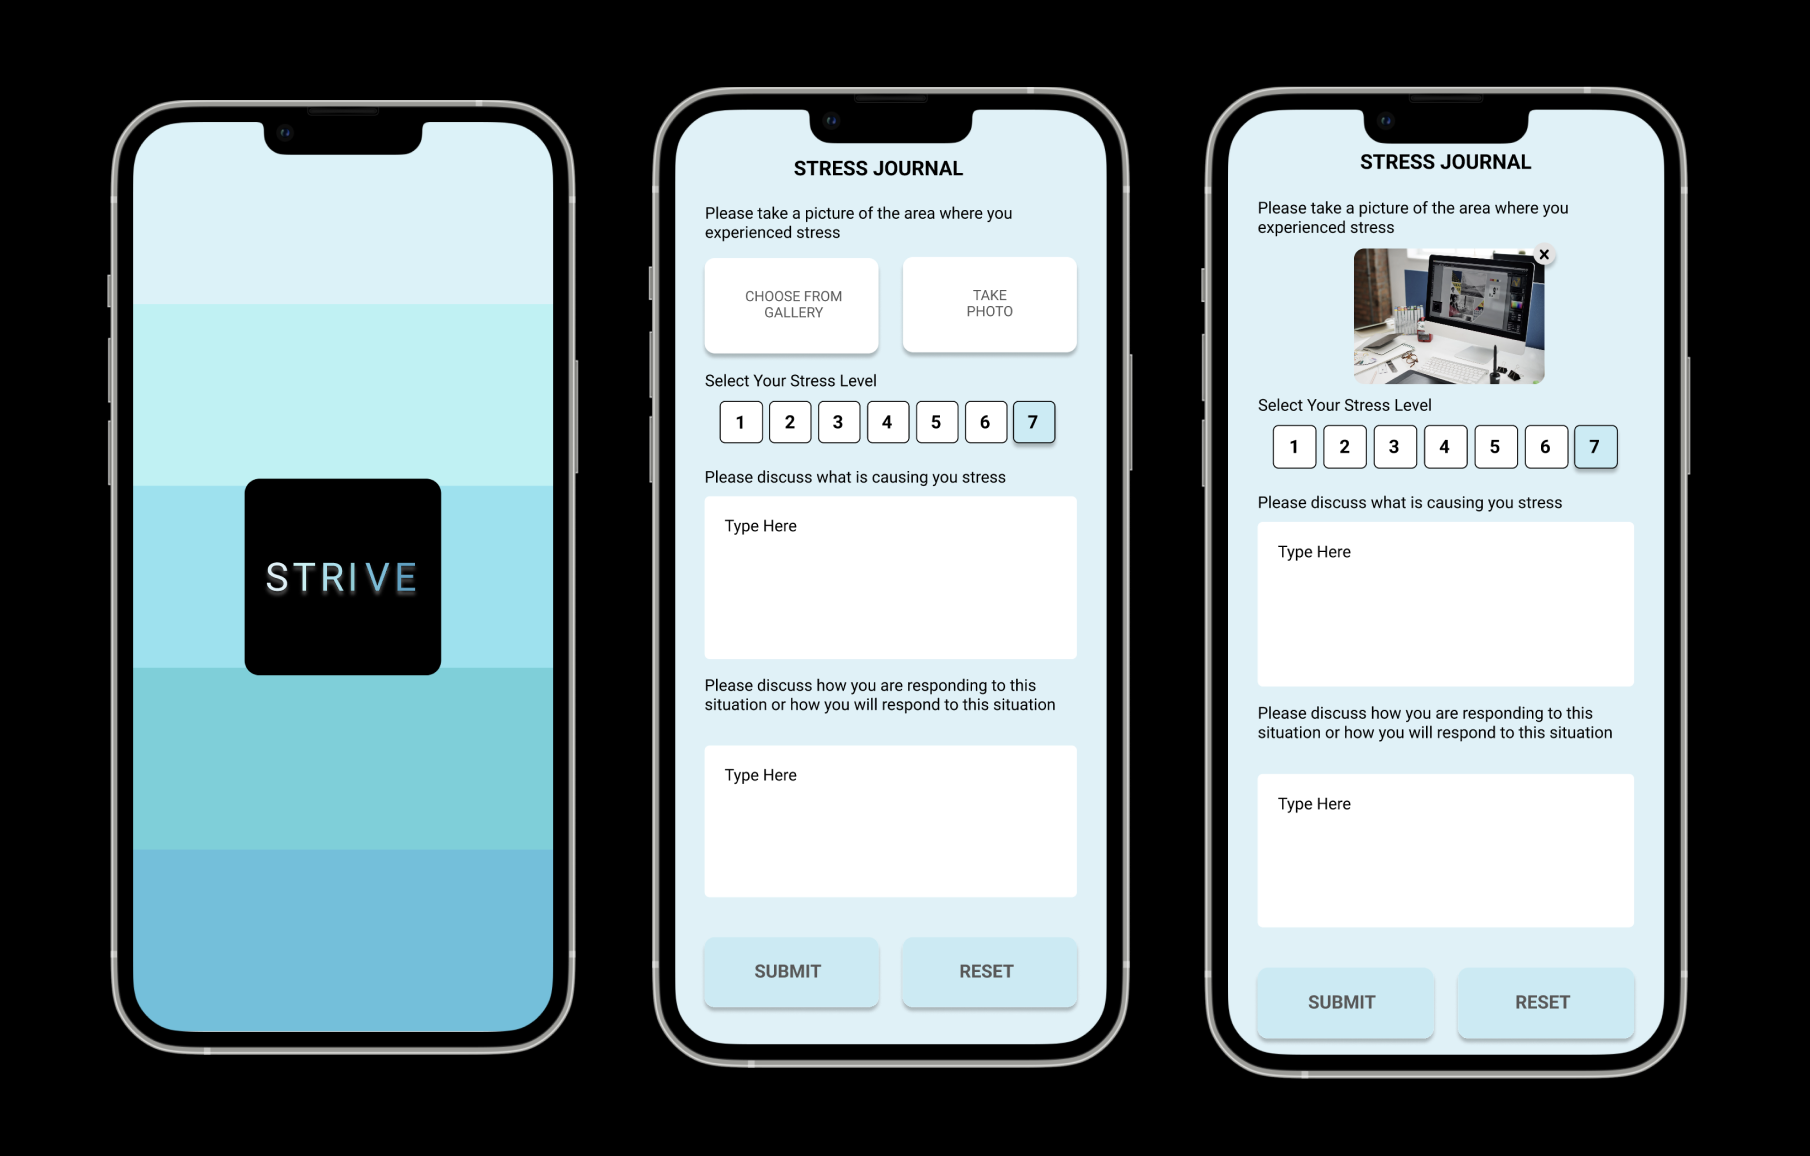 STRIVE
STRESS JOURNAL
Please take a picture of the area where you
experienced stress
CHOOSE FROM
GALLERY
TAKE
PHOTO
Select Your Stress Level
1 2 3 4 5 6 7
Please discuss what is causing you stress
Type Here
Please discuss how you are responding to this
situation or how you will respond to this situation
Type Here
SUBMIT
RESET
STRESS JOURNAL
Please take a picture of the area where you
experienced stress
X
Select Your Stress Level
1 2 3 4 5 6 7
Please discuss what is causing you stress
Type Here
Please discuss how you are responding to this
situation or how you will respond to this situation
Type Here
SUBMIT
RESET